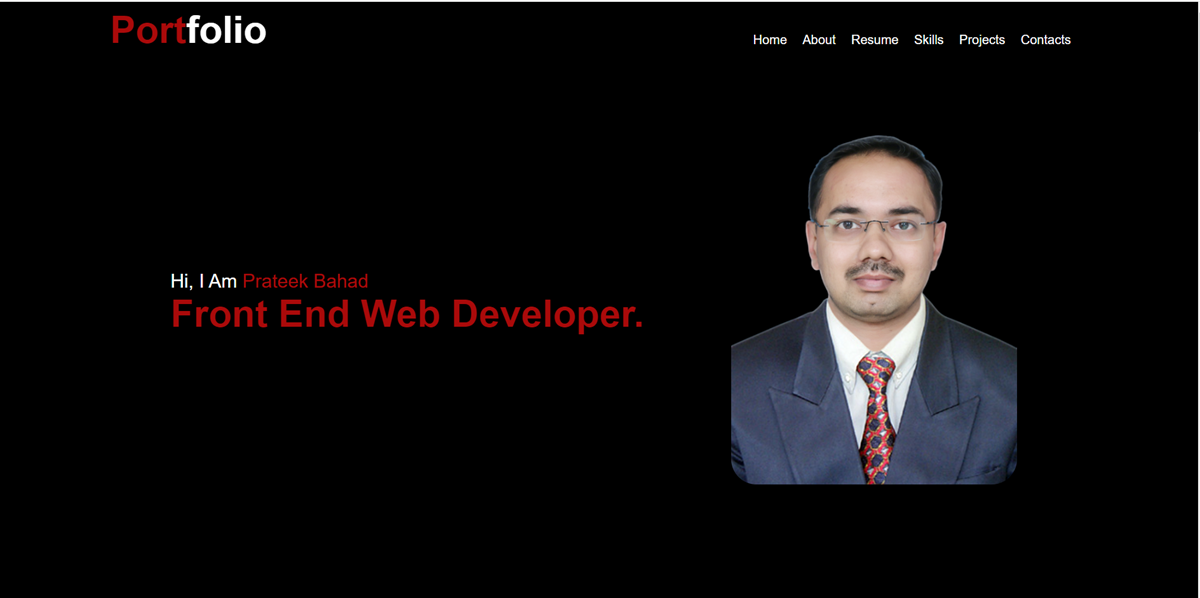 Portfolio
Home About Resume Skills Projects Contacts
Hi, I Am Prateek Bahad
Front End Web Developer.